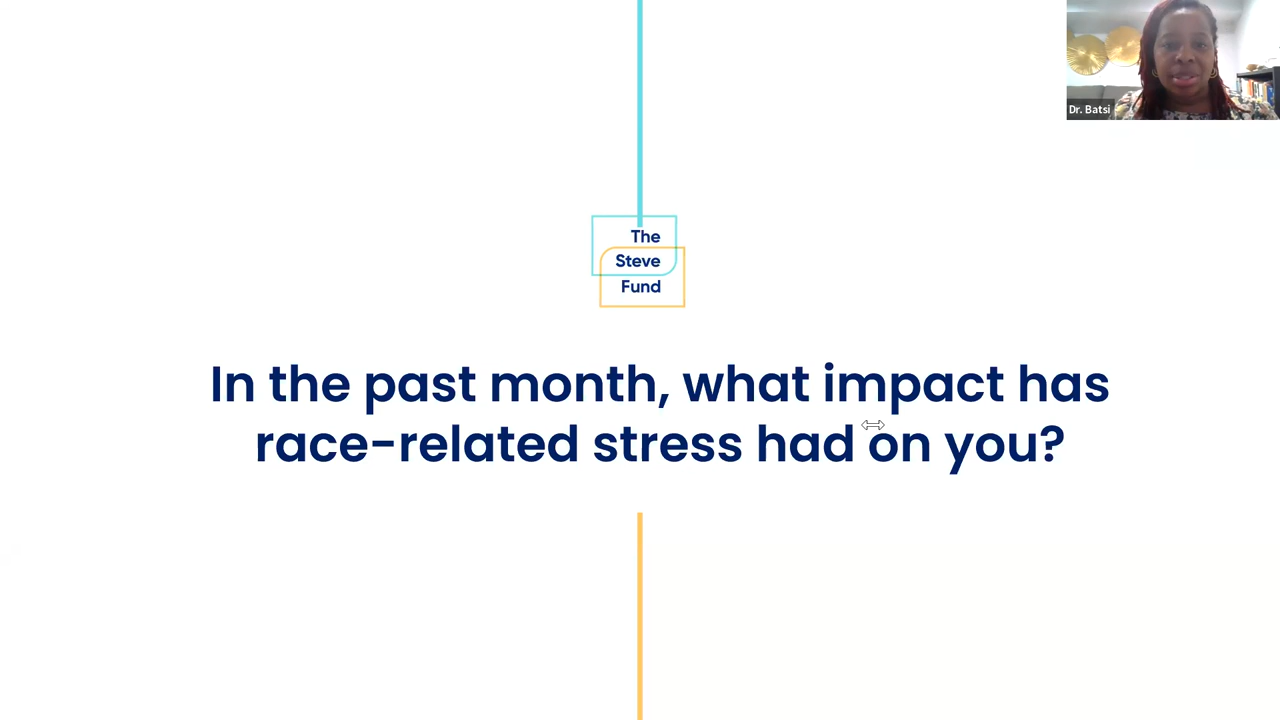 Dr. Batsi
The
Steve
Fund
In the past month, what impact has
race-related stress had on you?